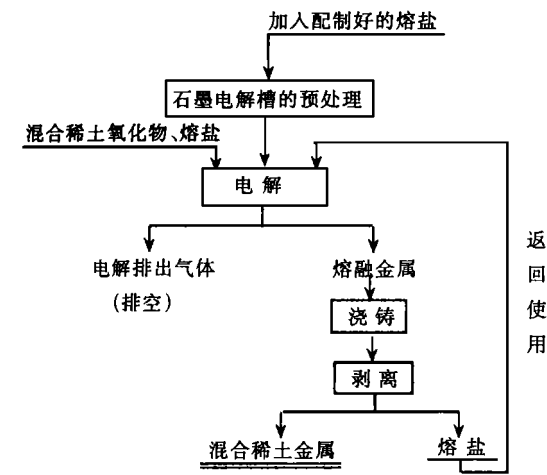 加入配制好的熔盐
石墨电解槽的预处理
混合稀土氧化物、熔盐
电解
电解排出气体
(排空)
熔融金属
浇铸
剥离
混合稀土金属
熔盐
返回使用